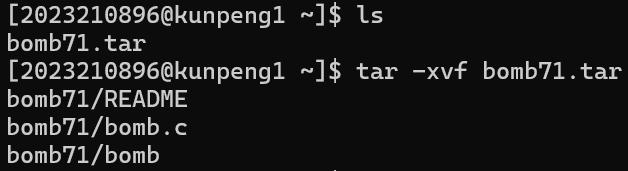 [2023210896@kunpeng1 ~]$ ls
bomb71.tar
[2023210896@kunpeng1 ~]$ tar -xvf bomb71.tar
bomb71/README
bomb71/bomb.c
bomb71/bomb